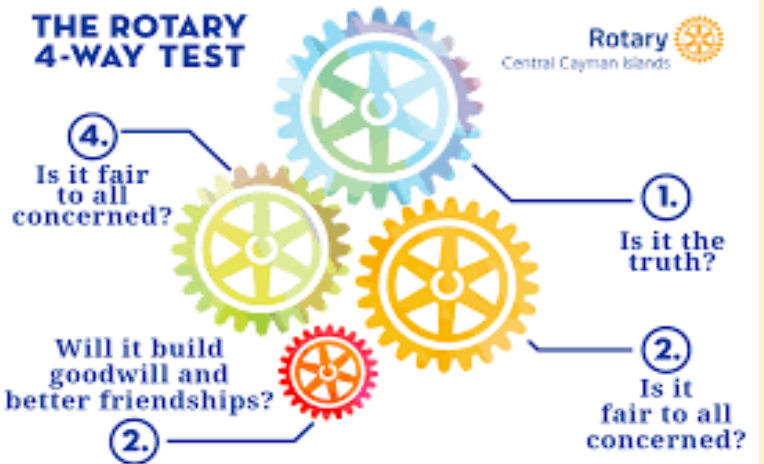 THE ROTARY
4-WAY TEST
Rotary
Central Cayman Islands
4.
Is it fair
to all
concerned?
1.
Is it the
truth?
Will it build
goodwill and
better friendships?
2.
2.
Is it
fair to all
concerned?